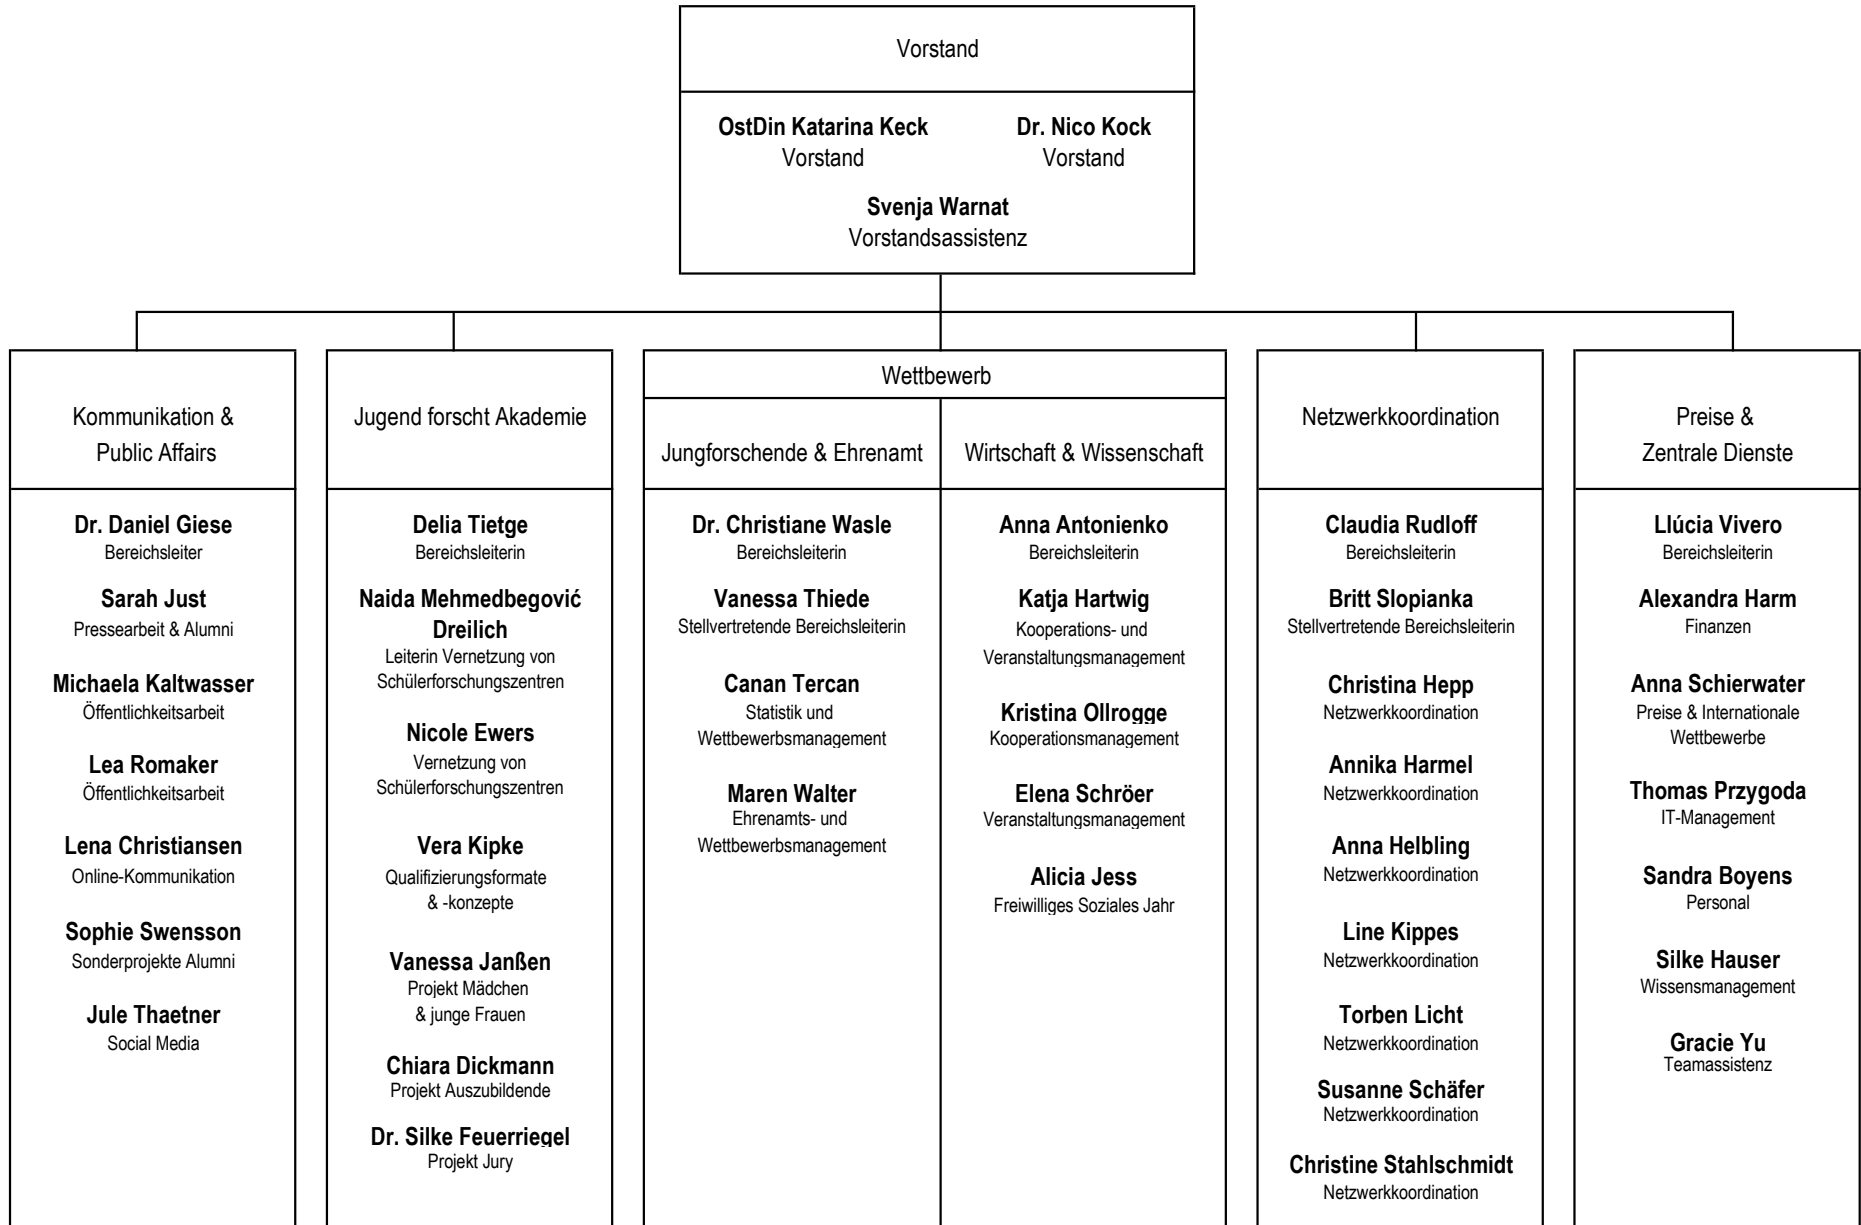 Vorstand
OstDin Katarina Keck
Vorstand
Dr. Nico Kock
Vorstand
Svenja Warnat
Vorstandsassistenz
Kommunikation &
Public Affairs
Dr. Daniel Giese
Bereichsleiter
Sarah Just
Pressearbeit & Alumni
Michaela Kaltwasser
Öffentlichkeitsarbeit
Lea Romaker
Öffentlichkeitsarbeit
Lena Christiansen
Online-Kommunikation
Sophie Swensson
Sonderprojekte Alumni
Jule Thaetner
Social Media
Jugend forscht Akademie
Delia Tietge
Bereichsleiterin
Naida Mehmedbegović
Dreilich
Leiterin Vernetzung von
Schülerforschungszentren
Nicole Ewers
Vernetzung von
Schülerforschungszentren
Vera Kipke
Qualifizierungsformate
& -konzepte
Vanessa Janßen
Projekt Mädchen
& junge Frauen
Chiara Dickmann
Projekt Auszubildende
Dr. Silke Feuerriegel
Projekt Jury
Wettbewerb
Jungforschende & Ehrenamt
Dr. Christiane Wasle
Bereichsleiterin
Vanessa Thiede
Stellvertretende Bereichsleiterin
Canan Tercan
Statistik und
Wettbewerbsmanagement
Maren Walter
Ehrenamts- und
Wettbewerbsmanagement
Wirtschaft & Wissenschaft
Anna Antonienko
Bereichsleiterin
Katja Hartwig
Kooperations- und
Veranstaltungsmanagement
Kristina Ollrogge
Kooperationsmanagement
Elena Schröer
Veranstaltungsmanagement
Alicia Jess
Freiwilliges Soziales Jahr
Netzwerkkoordination
Claudia Rudloff
Bereichsleiterin
Britt Slopianka
Stellvertretende Bereichsleiterin
Christina Hepp
Netzwerkkoordination
Annika Harmel
Netzwerkkoordination
Anna Helbling
Netzwerkkoordination
Line Kippes
Netzwerkkoordination
Torben Licht
Netzwerkkoordination
Susanne Schäfer
Netzwerkkoordination
Christine Stahlschmidt
Netzwerkkoordination
Preise &
Zentrale Dienste
Llúcia Vivero
Bereichsleiterin
Alexandra Harm
Finanzen
Anna Schierwater
Preise & Internationale
Wettbewerbe
Thomas Przygoda
IT-Management
Sandra Boyens
Personal
Silke Hauser
Wissensmanagement
Gracie Yu
Teamassistenz